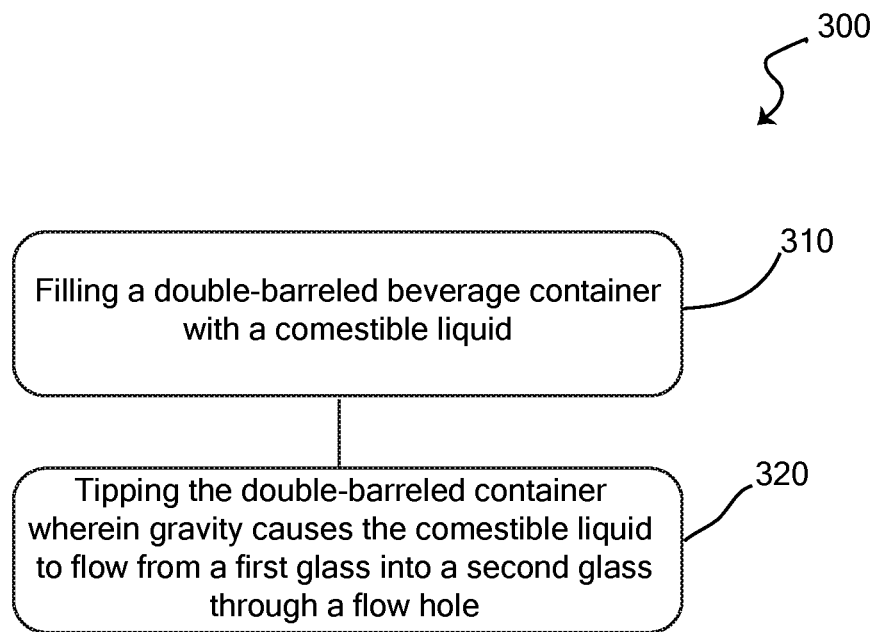 300
310
Filling a double-barreled beverage container
with a comestible liquid
320
Tipping the double-barreled container
wherein gravity causes the comestible liquid
to flow from a first glass into a second glass
through a flow hole